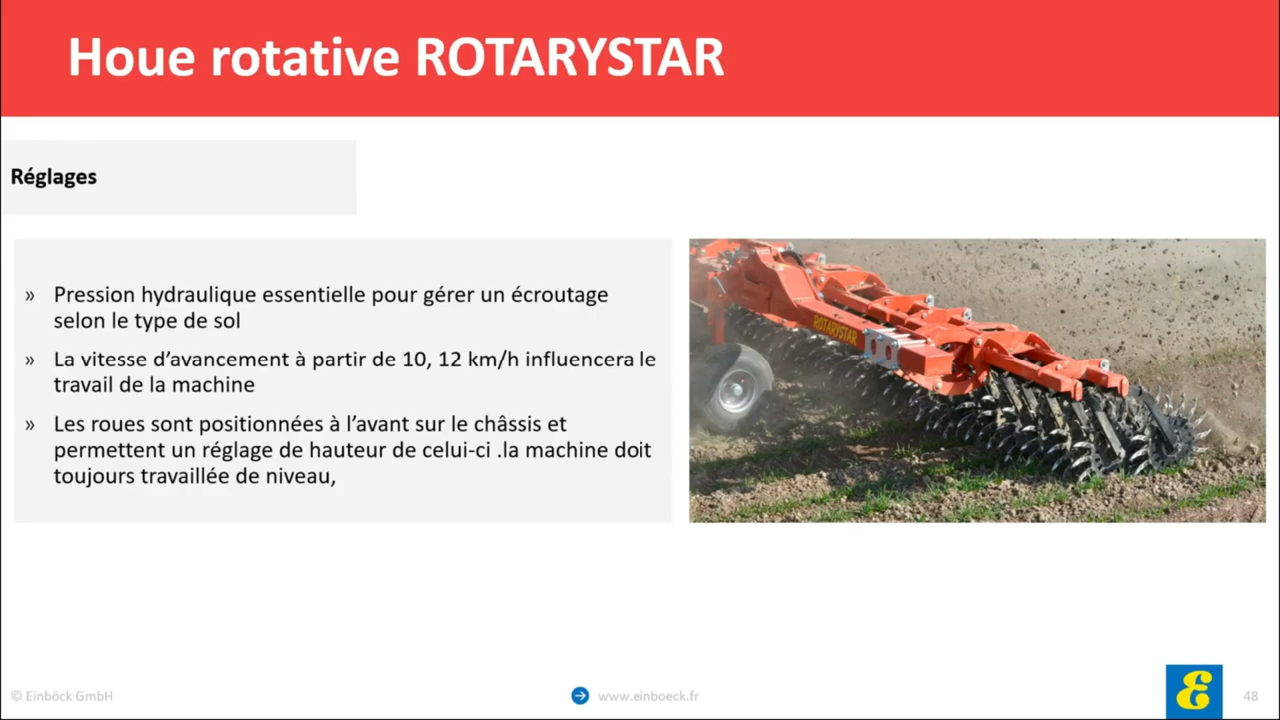 Houe rotative ROTARYSTAR
Réglages
» Pression hydraulique essentielle pour gérer un écroutage
selon le type de sol
» La vitesse d’avancement à partir de 10, 12 km/h influencera le
travail de la machine
» Les roues sont positionnées à l’avant sur le châssis et
permettent un réglage de hauteur de celui-ci .la machine doit
toujours travaillée de niveau,
ROTARYSTAR
© Einböck GmbH
www.einboeck.fr
E
48